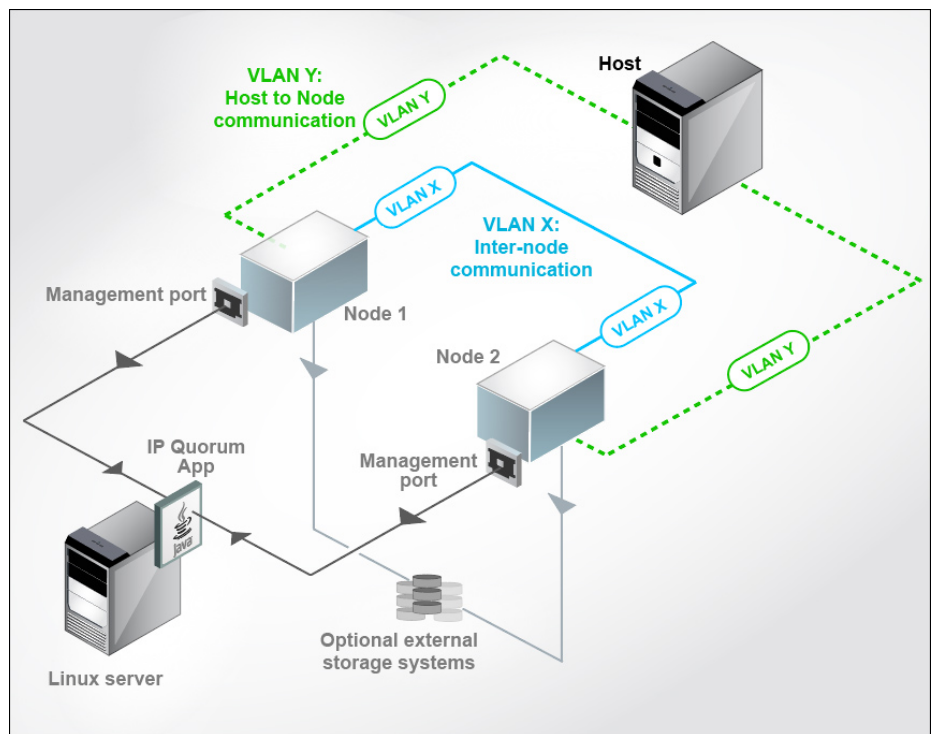 VLAN Y:
Host to Node
communication
VLAN Y
Host
VLAN X
VLAN X:
Inter-node
communication
Management port
Node 1
VLAN X
Node 2
VLAN Y
IP Quorum
App
Management
port
java
Optional external
storage systems
Linux server